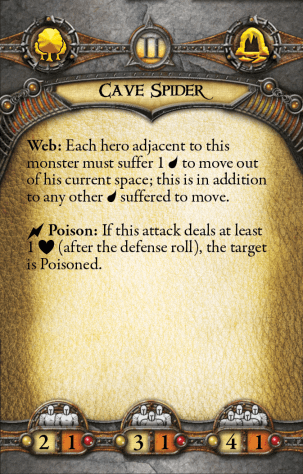 II
CAVE SPIDER
Web: Each hero adjacent to this
monster must suffer 1 to move out
of his current space; this is in addition
to any other suffered to move.
Poison: If this attack deals at least
1 (after the defense roll), the target
is Poisoned.
2 1 3 1 4 1